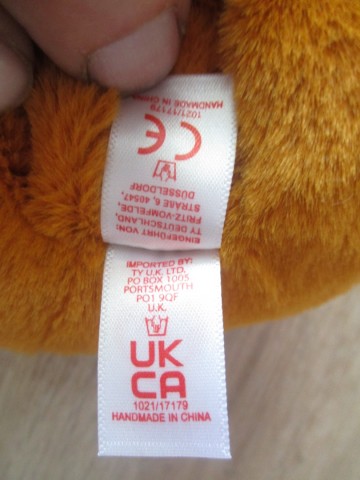 HANDMADE IN CHINA
1021/17179
CE
DÜSSELDORF
STRAßE 6, 40547,
FRITZ-VOMFELDE,
TY DEUTSCHLAND,
EINGEFÜHRT VON:
IMPORTED BY:
TY U.K. LTD,
PO BOX 1005
PORTSMOUTH
PO1 9QF
U.K.
UK
CA
1021/17179
HANDMADE IN CHINA